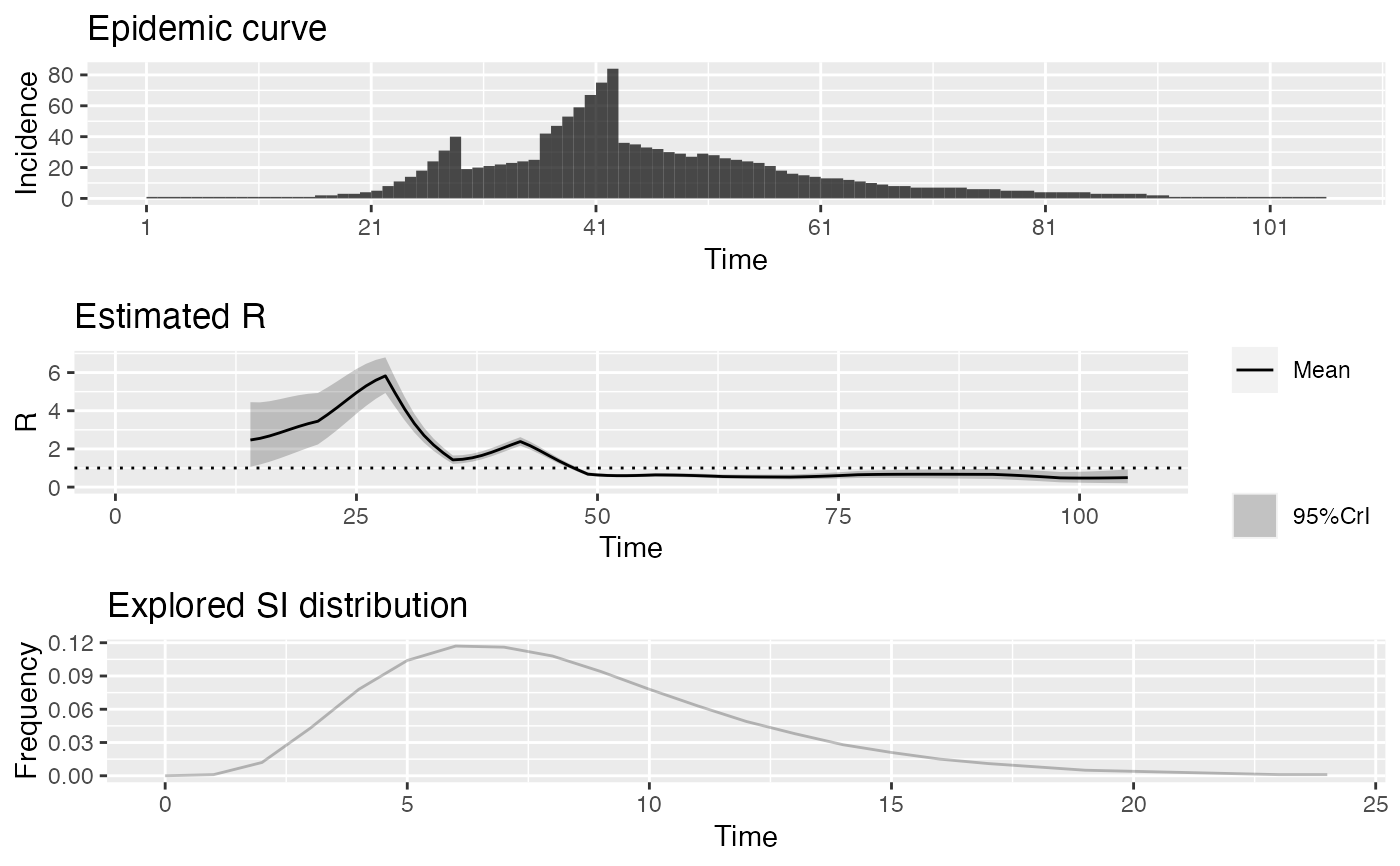 Epidemic curve
Incidence
80
60
40
20
0
1 21 41 61 81 101
Time
Estimated R
R
6
4
2
0
0 25 50 75 100
Time
Mean
95%CrI
Explored SI distribution
Frequency
0.12
0.09
0.06
0.03
0.00
0 5 10 15 20 25
Time